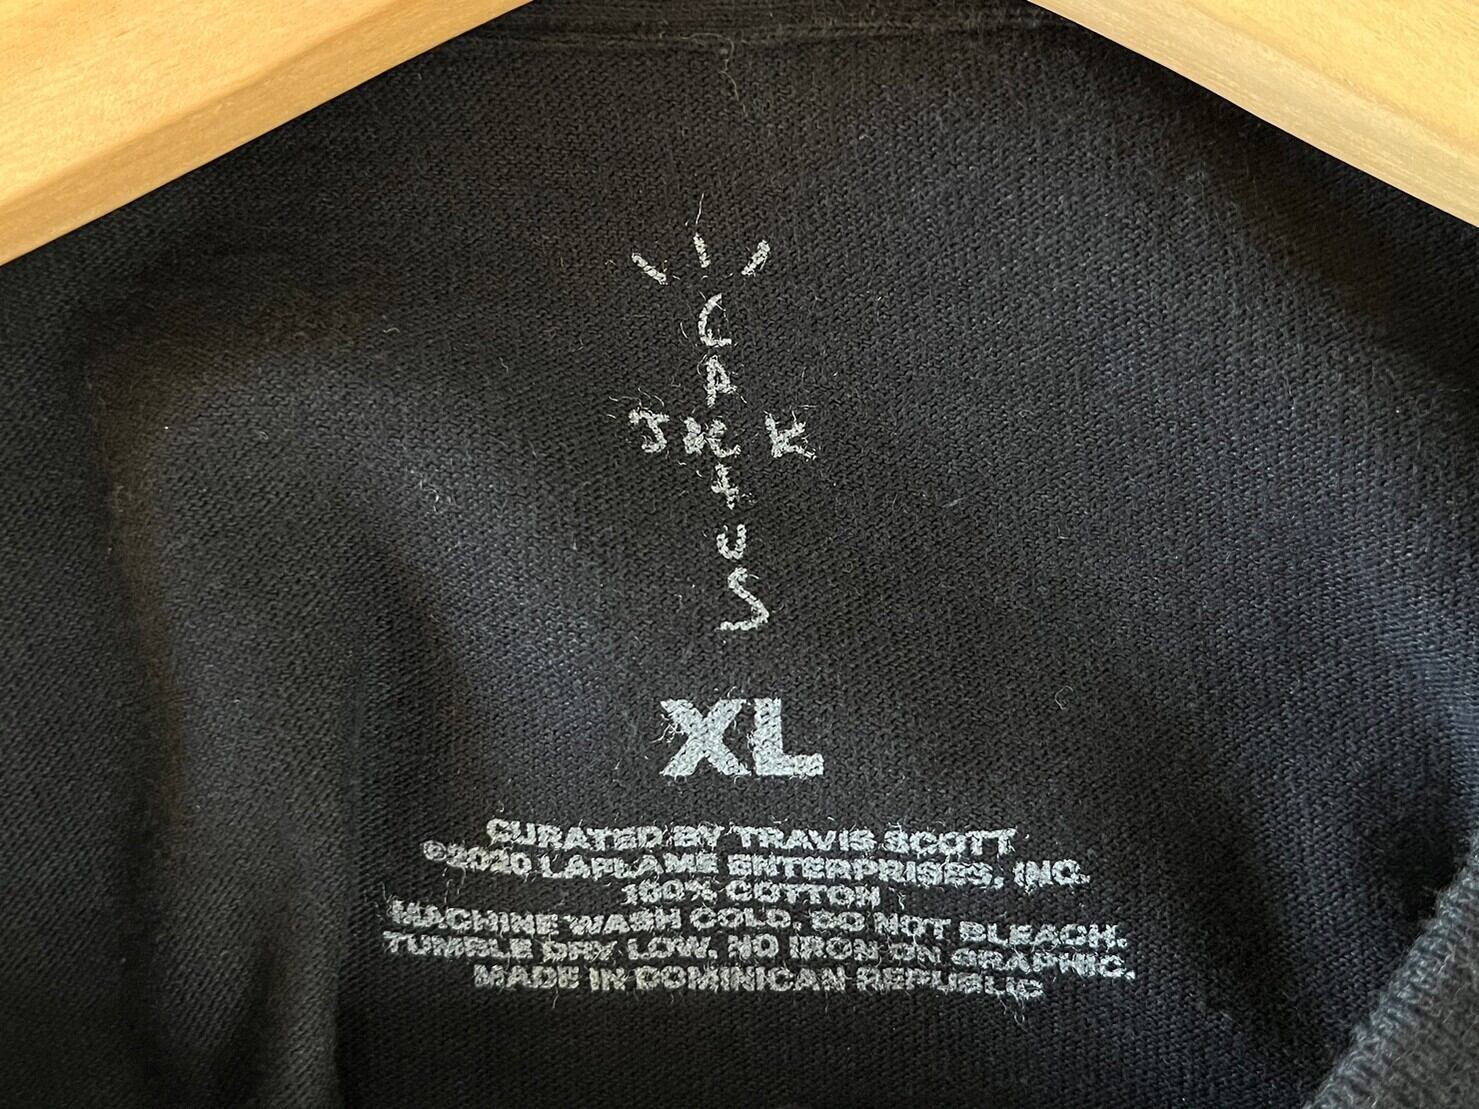 CACTUS
JACK
XL
CURATED BY TRAVIS SCOTT
©2020 LAFLAME ENTERPRISES, INC.
100% COTTON
MACHINE WASH COLD. DO NOT BLEACH.
TUMBLE DRY LOW. NO IRON ON GRAPHIC.
MADE IN DOMINICAN REPUBLIC